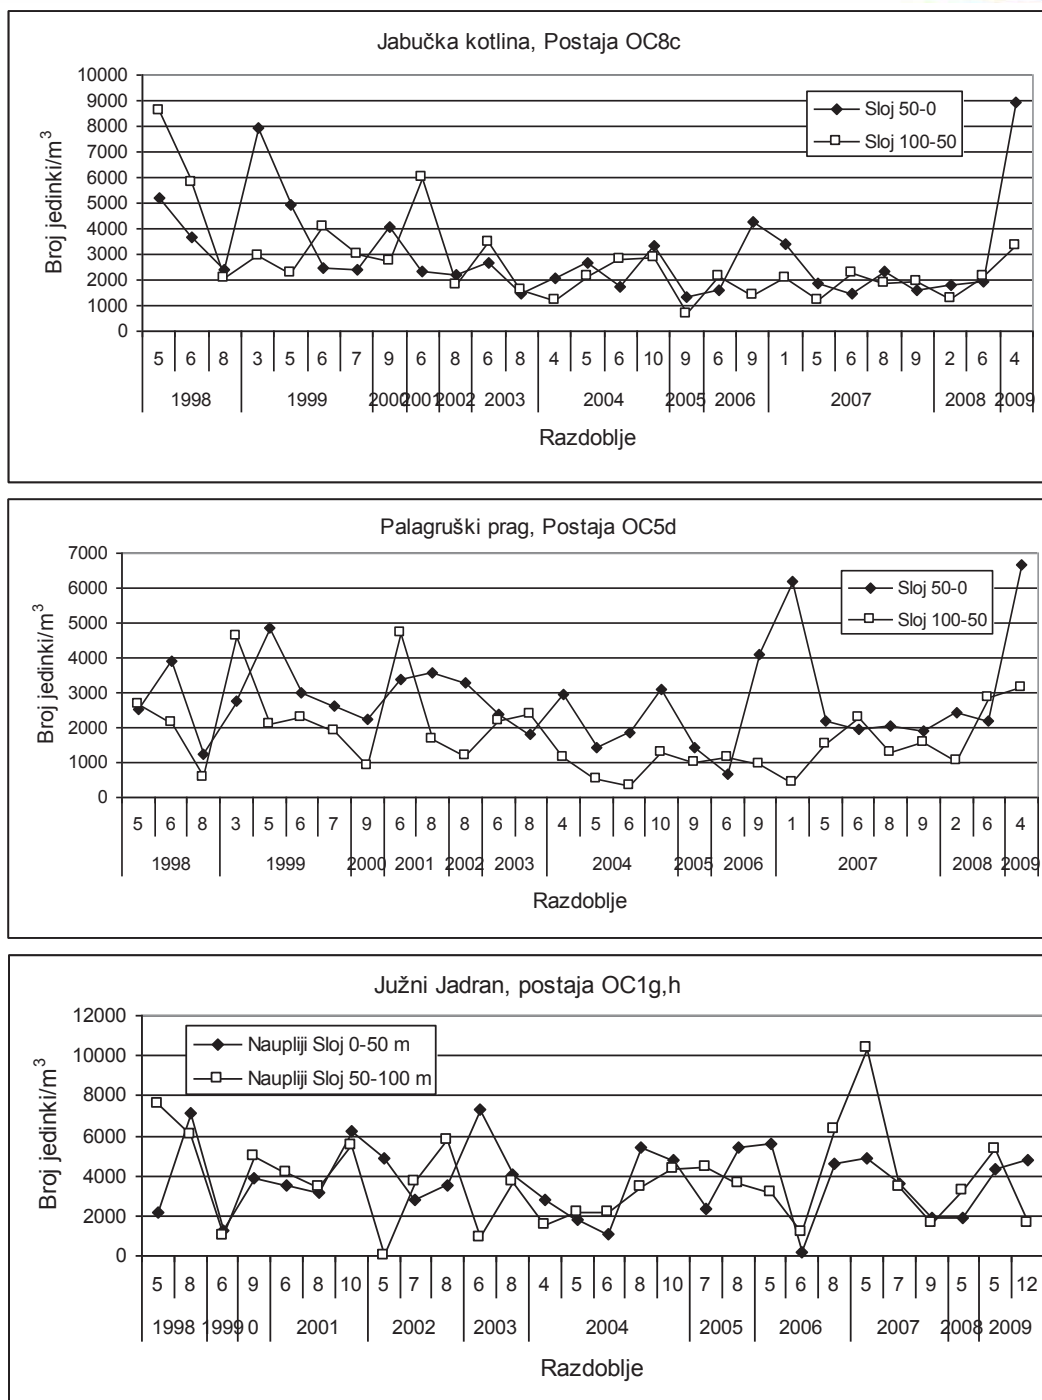 Jabučka kotlina, Postaja OC8c
Broj jedinki/m³
10000
9000
8000
7000
6000
5000
4000
3000
2000
1000
0
Sloj 50-0
Sloj 100-50
5 6 8 3 5 6 7 9 6 8 6 8 4 5 6 10 9 6 9 1 5 6 8 9 2 6 4
1998 1999 2000 2001 2002 2003 2004 2005 2006 2007 2008 2009
Razdoblje
Palagruški prag, Postaja OC5d
Broj jedinki/m³
7000
6000
5000
4000
3000
2000
1000
0
Sloj 50-0
Sloj 100-50
5 6 8 3 5 6 7 9 6 8 8 6 8 4 5 6 10 9 6 9 1 5 6 8 9 2 6 4
1998 1999 2000 2001 2002 2003 2004 2005 2006 2007 2008 2009
Razdoblje
Južni Jadran, postaja OC1g,h
Broj jedinki/m³
12000
10000
8000
6000
4000
2000
0
Naupliji Sloj 0-50 m
Naupliji Sloj 50-100 m
5 8 6 9 6 8 10 5 7 8 6 8 4 5 6 8 10 7 8 5 6 8 5 7 9 5 5 12
1998 1999 0 2001 2002 2003 2004 2005 2006 2007 2008 2009
Razdoblje